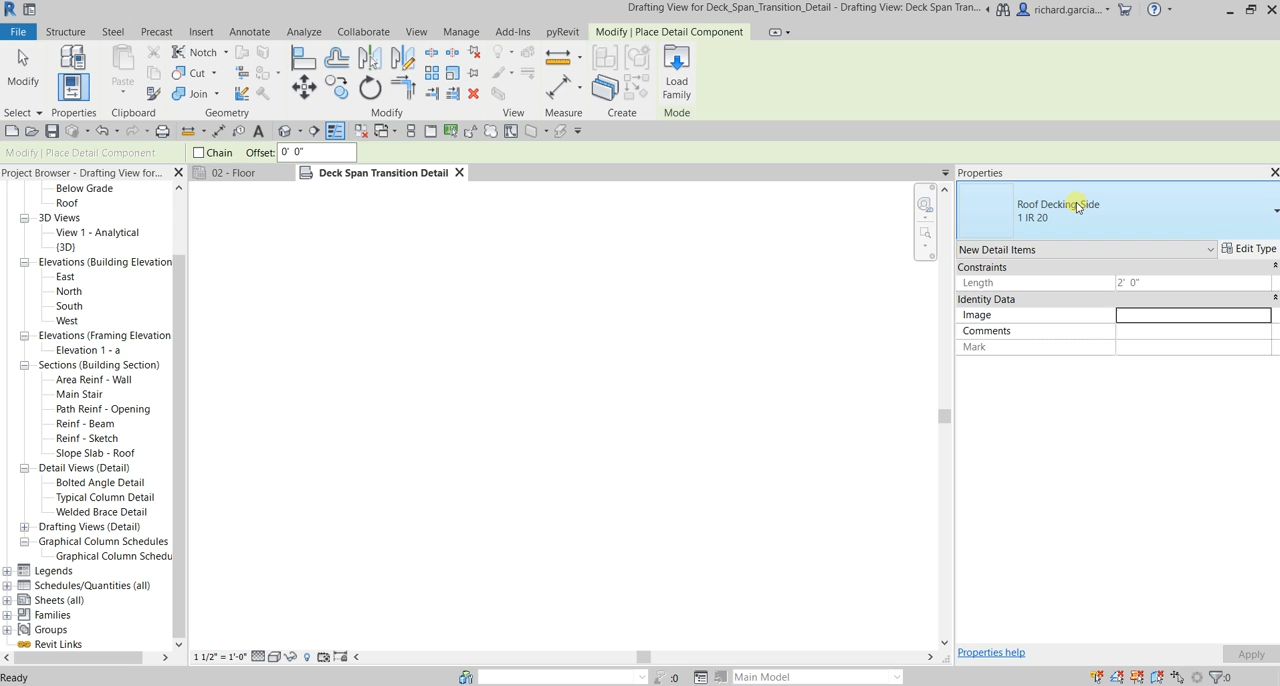 Drafting View for Deck_Span_Transition_Detail - Drafting View: Deck Span Tran...
richard.garcia...
File Structure Steel Precast Insert Annotate Analyze Collaborate View Manage Add-Ins pyRevit Modify | Place Detail Component
Modify Paste Notch Cut Join Load Family
Select Properties Clipboard Geometry Modify View Measure Create Mode
Modify | Place Detail Component Chain Offset: 0' 0"
Project Browser - Drafting View for...
02 - Floor Deck Span Transition Detail
Properties
Below Grade
Roof
3D Views
View 1 - Analytical
{3D}
Elevations (Building Elevation
East
North
South
West
Elevations (Framing Elevation
Elevation 1 - a
Sections (Building Section)
Area Reinf - Wall
Main Stair
Path Reinf - Opening
Reinf - Beam
Reinf - Sketch
Slope Slab - Roof
Detail Views (Detail)
Bolted Angle Detail
Typical Column Detail
Welded Brace Detail
Drafting Views (Detail)
Graphical Column Schedules
Graphical Column Schedu
Legends
Schedules/Quantities (all)
Sheets (all)
Families
Groups
Revit Links
Roof Decking-Side
1 IR 20
New Detail Items Edit Type
Constraints
Length 2' 0"
Identity Data
Image
Comments
Mark
Properties help Apply
1 1/2" = 1'-0"
Ready :0 Main Model :0